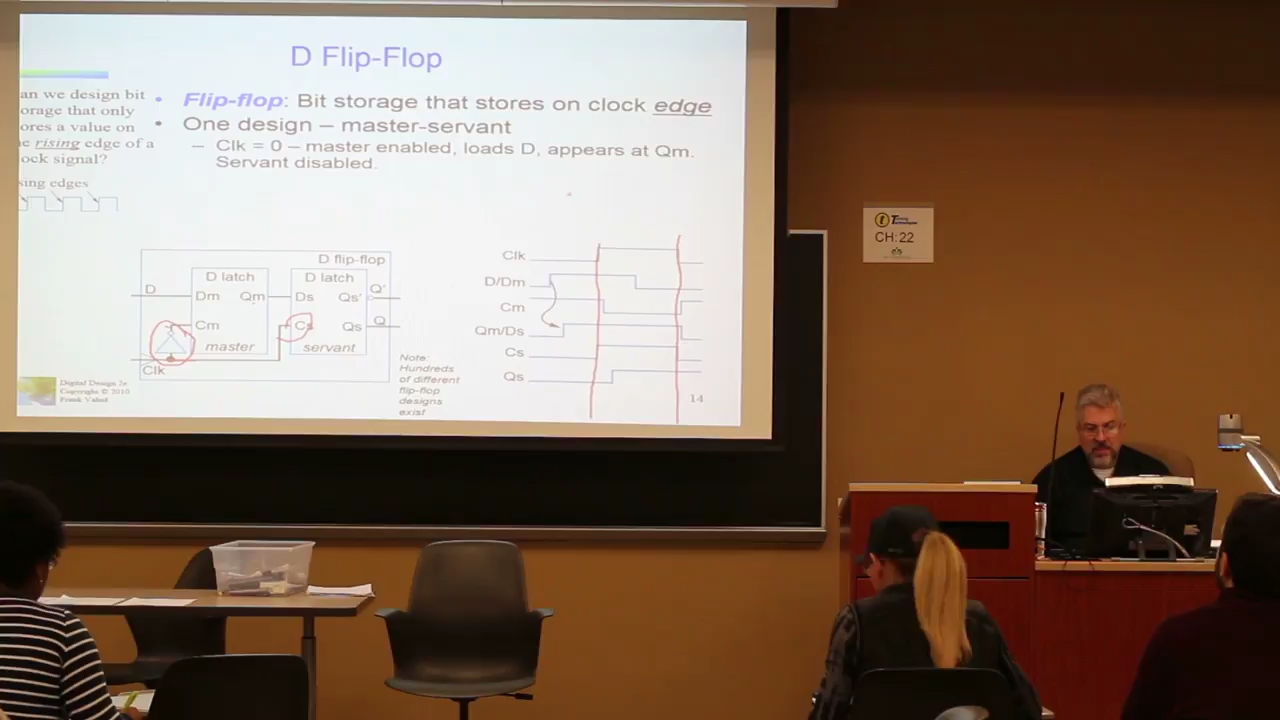 D Flip-Flop
an we design bit
orage that only
ores a value on
e rising edge of a
ock signal?
sing edges
• Flip-flop: Bit storage that stores on clock edge
• One design – master-servant
– Clk = 0 – master enabled, loads D, appears at Qm.
Servant disabled.
D flip-flop
D latch
D latch
D
Dm
Qm
Ds
Qs'
Q'
Cm
Cs
Qs
Q
master
servant
Clk
Note:
Hundreds
of different
flip-flop
designs
exist
Clk
D/Dm
Cm
Qm/Ds
Cs
Qs
14
Digital Design 2e
Copyright © 2010
Frank Vahid
CH:22